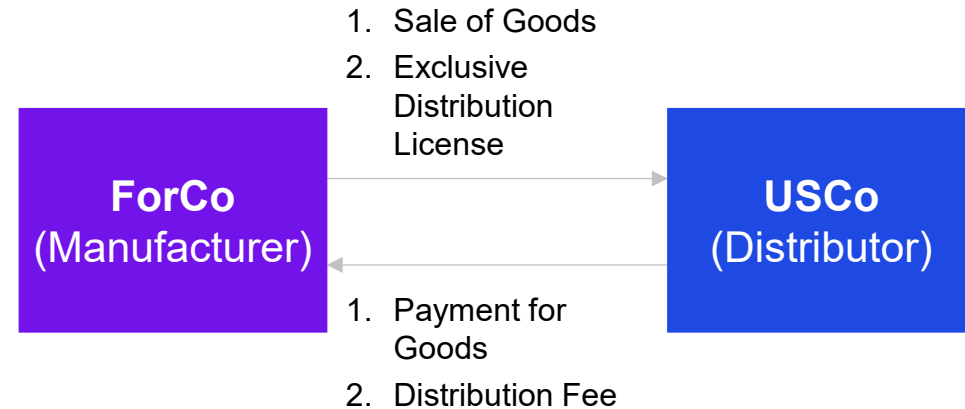 1. Sale of Goods
2. Exclusive
Distribution
License
ForCo
(Manufacturer)
USCo
(Distributor)
1. Payment for
Goods
2. Distribution Fee